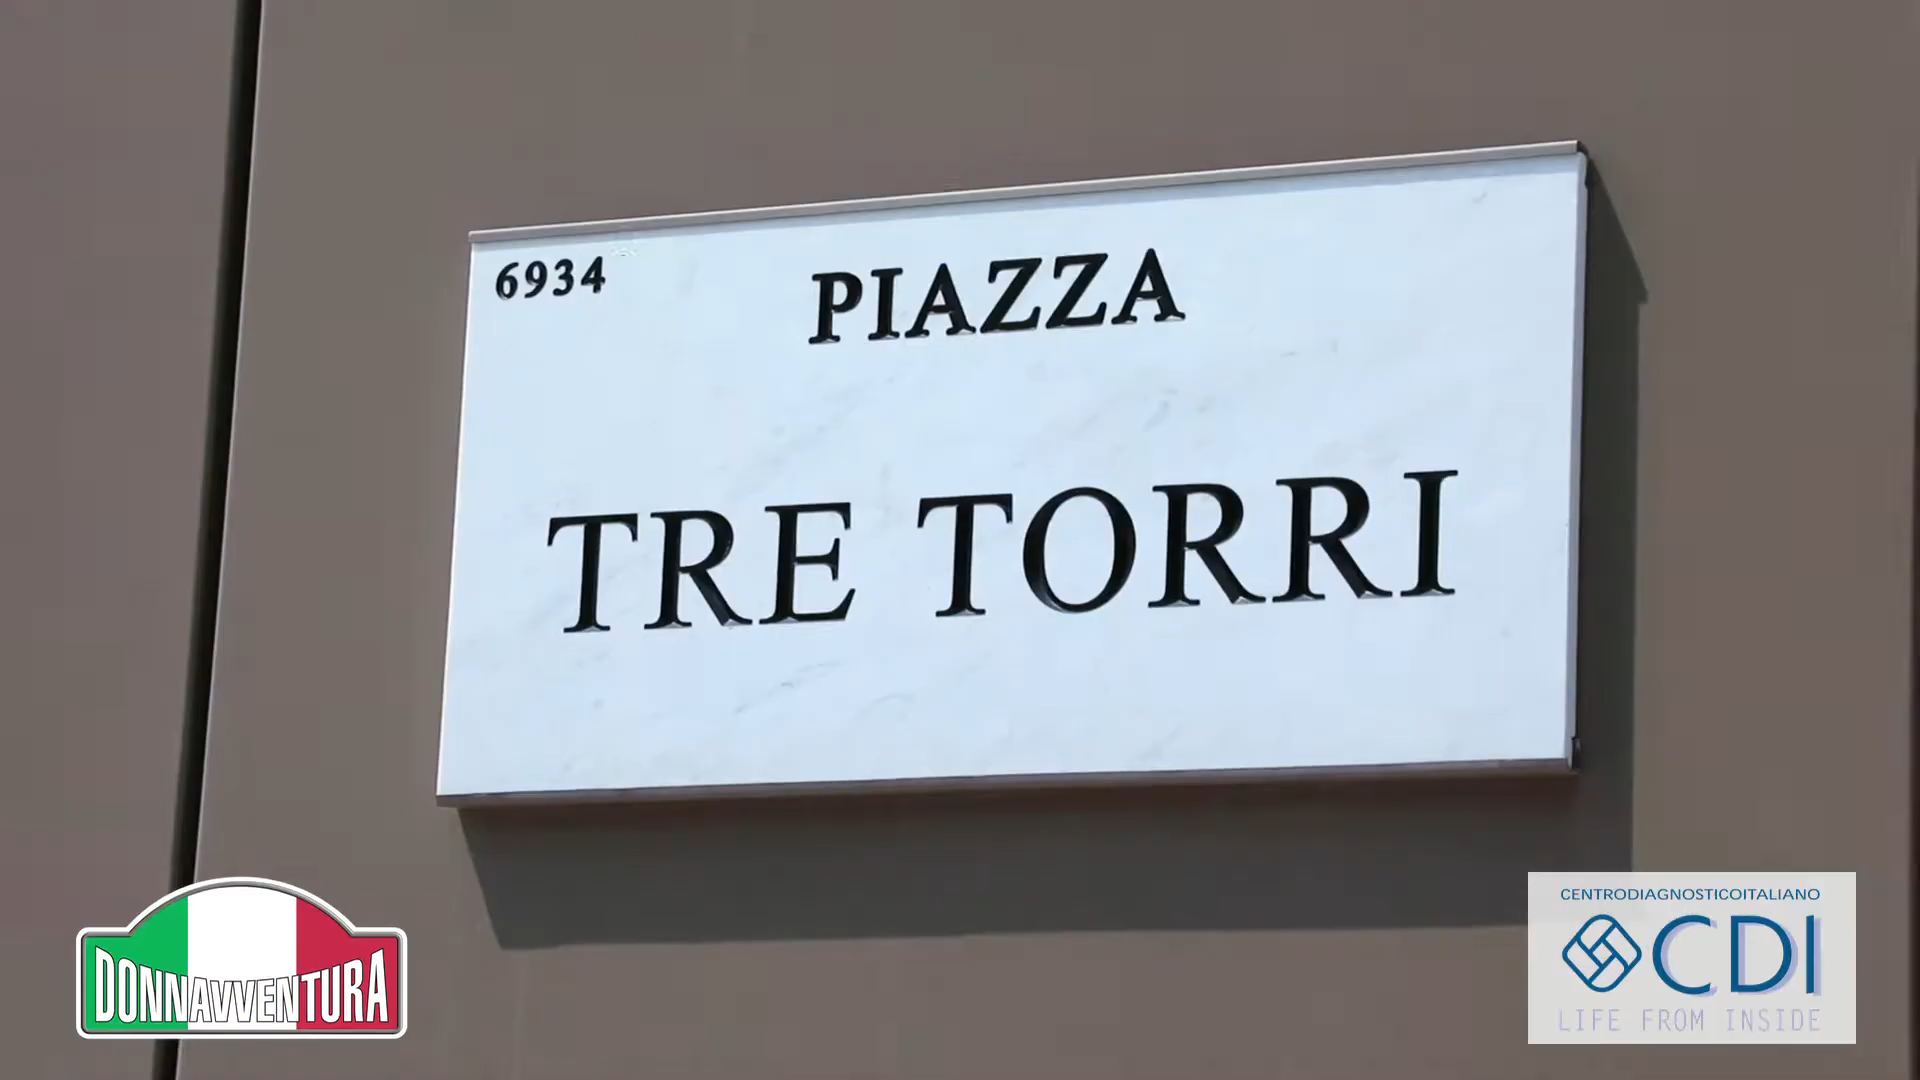 6934
PIAZZA
TRE TORRI
DONNAVVENTURA
CENTRODIAGNOSTICOITALIANO
CDI
LIFE FROM INSIDE